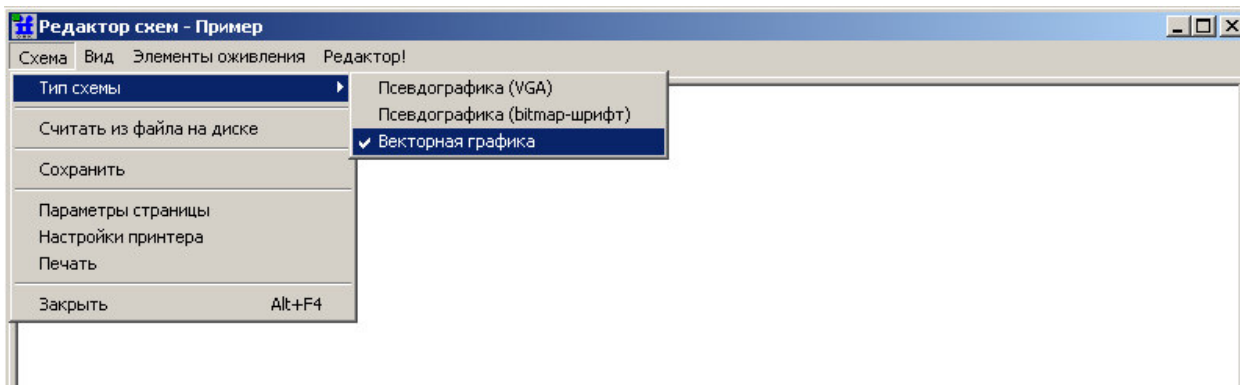 Редактор схем - Пример
Схема Вид Элементы оживления Редактор!
Тип схемы
Считать из файла на диске
Сохранить
Параметры страницы
Настройки принтера
Печать
Закрыть Alt+F4
Псевдографика (VGA)
Псевдографика (bitmap-шрифт)
Векторная графика